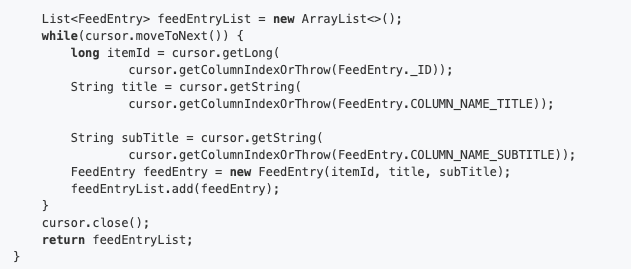 List<FeedEntry> feedEntryList = new ArrayList<>();
while(cursor.moveToNext()) {
long itemId = cursor.getLong(
cursor.getColumnIndexOrThrow(FeedEntry._ID));
String title = cursor.getString(
cursor.getColumnIndexOrThrow(FeedEntry.COLUMN_NAME_TITLE));
String subTitle = cursor.getString(
cursor.getColumnIndexOrThrow(FeedEntry.COLUMN_NAME_SUBTITLE));
FeedEntry feedEntry = new FeedEntry(itemId, title, subTitle);
feedEntryList.add(feedEntry);
}
cursor.close();
return feedEntryList;
}